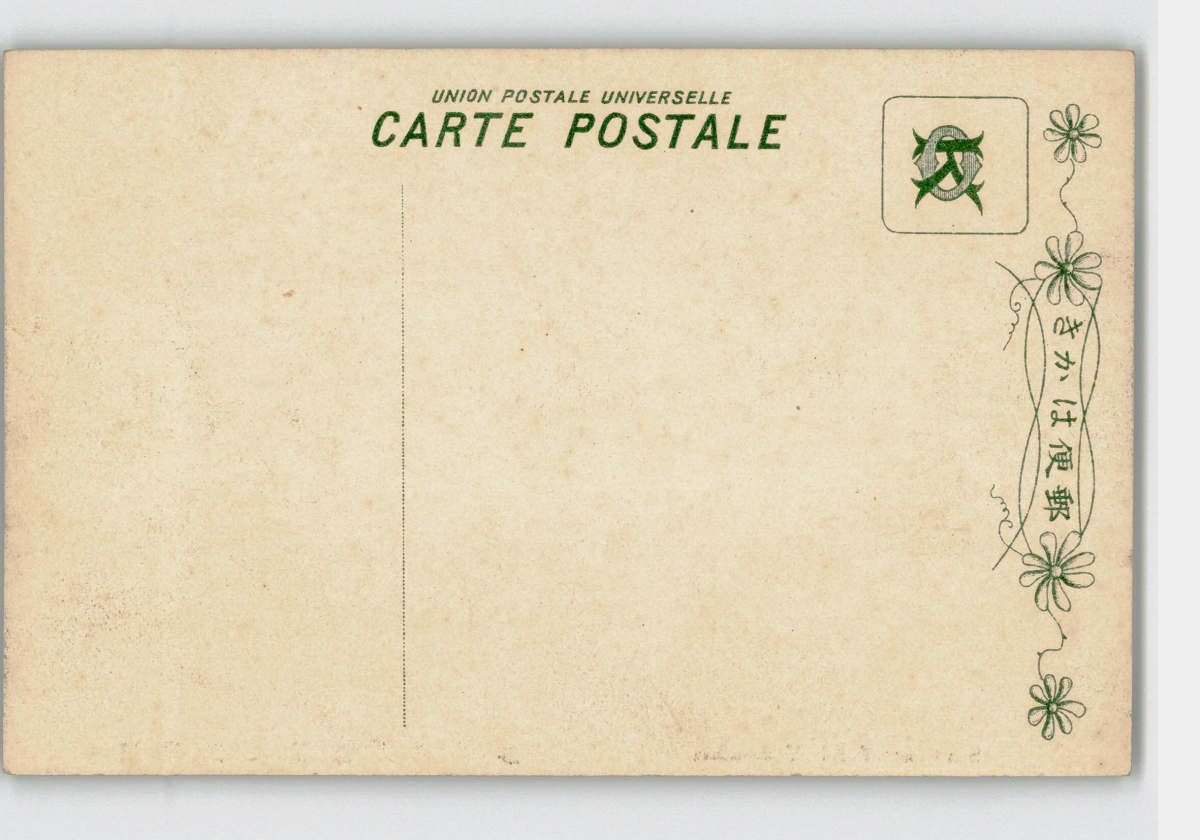 UNION POSTALE UNIVERSELLE
CARTE POSTALE
K
きかは便郵